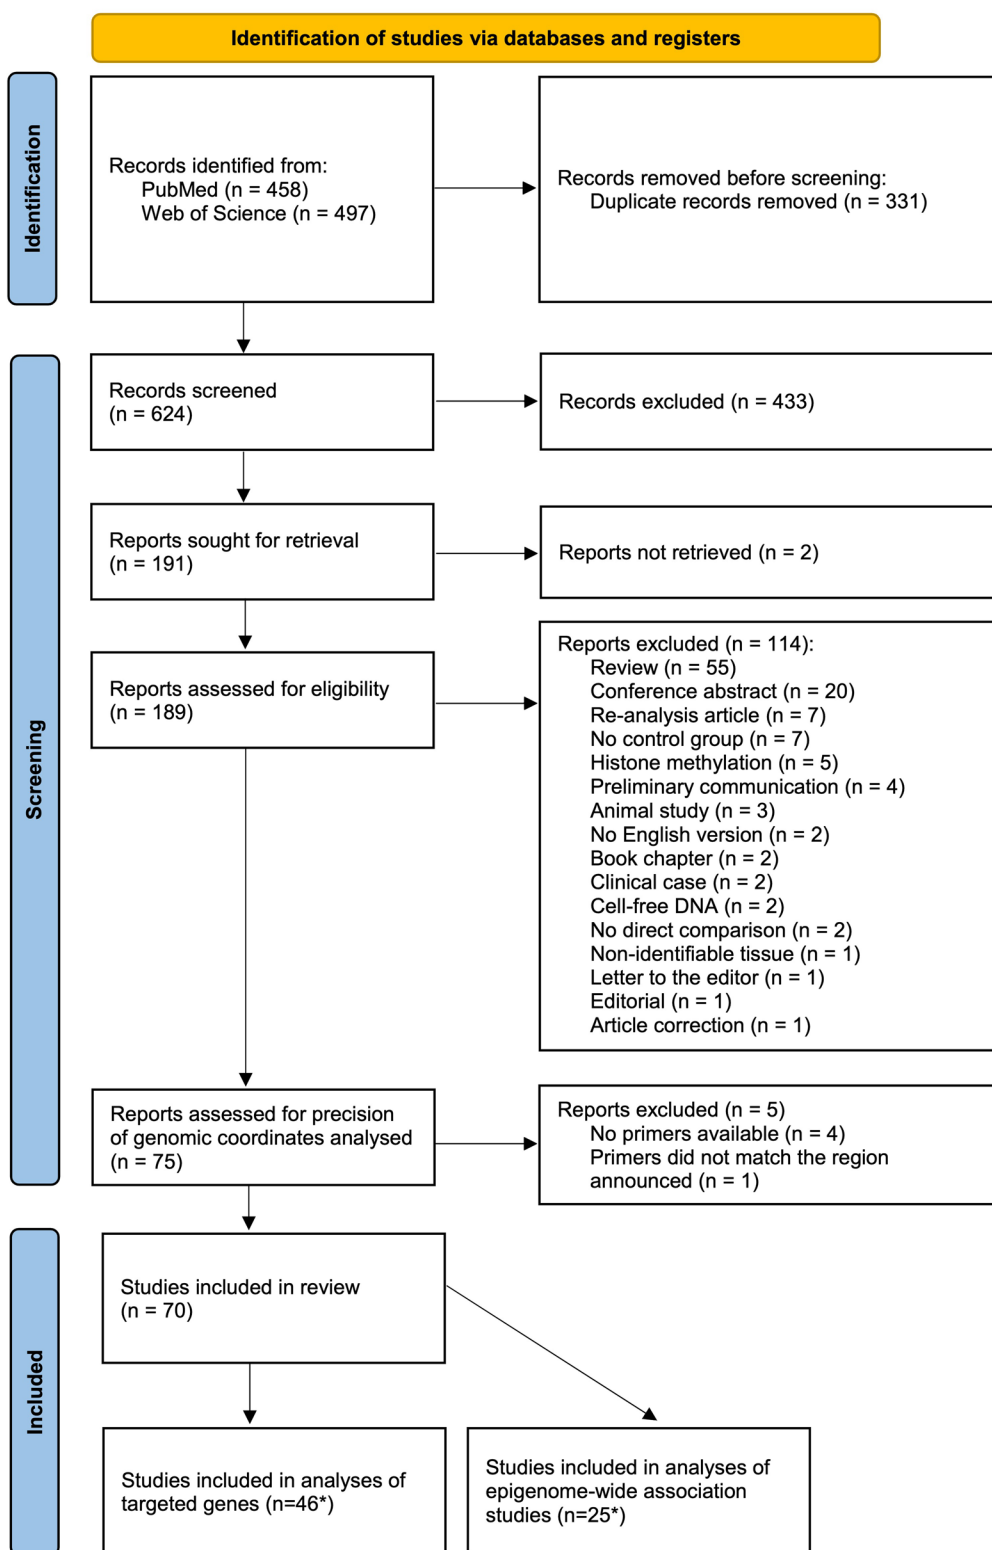 Identification of studies via databases and registers
Identification
Records identified from:
PubMed (n = 458)
Web of Science (n = 497)
Records removed before screening:
Duplicate records removed (n = 331)
Screening
Records screened
(n = 624)
Records excluded (n = 433)
Reports sought for retrieval
(n = 191)
Reports not retrieved (n = 2)
Reports assessed for eligibility
(n = 189)
Reports excluded (n = 114):
Review (n = 55)
Conference abstract (n = 20)
Re-analysis article (n = 7)
No control group (n = 7)
Histone methylation (n = 5)
Preliminary communication (n = 4)
Animal study (n = 3)
No English version (n = 2)
Book chapter (n = 2)
Clinical case (n = 2)
Cell-free DNA (n = 2)
No direct comparison (n = 2)
Non-identifiable tissue (n = 1)
Letter to the editor (n = 1)
Editorial (n = 1)
Article correction (n = 1)
Reports assessed for precision
of genomic coordinates analysed
(n = 75)
Reports excluded (n = 5)
No primers available (n = 4)
Primers did not match the region
announced (n = 1)
Included
Studies included in review
(n = 70)
Studies included in analyses of
targeted genes (n=46*)
Studies included in analyses of
epigenome-wide association
studies (n=25*)